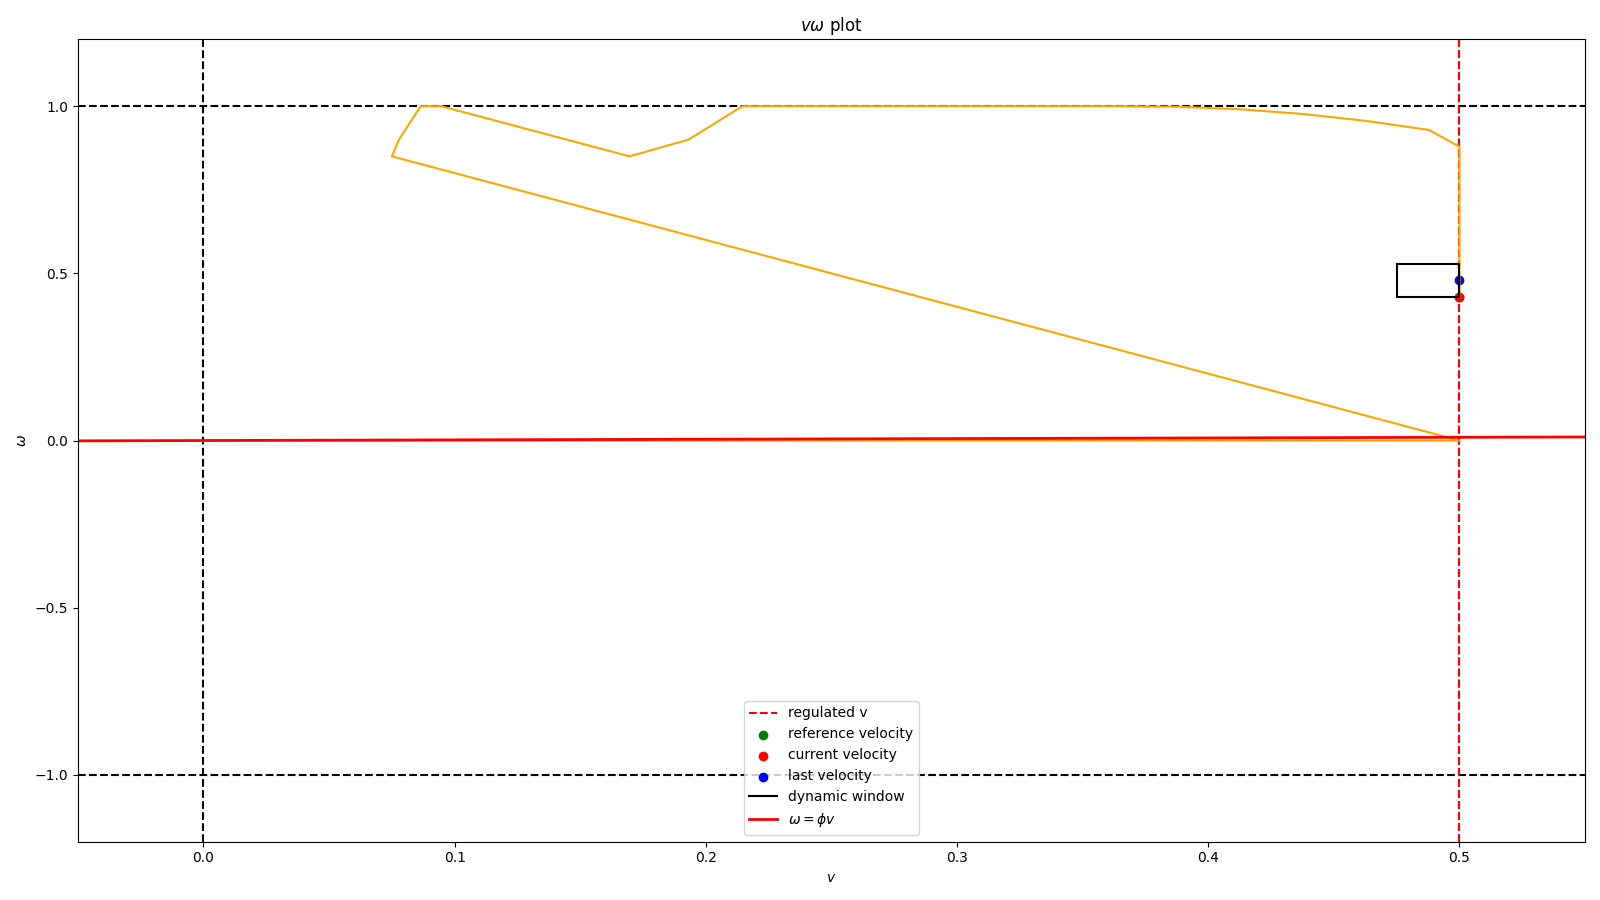 vω plot
1.0
0.5
0.0
−0.5
−1.0
ω
0.0 0.1 0.2 0.3 0.4 0.5
v
regulated v
reference velocity
current velocity
last velocity
dynamic window
ω = ϕv